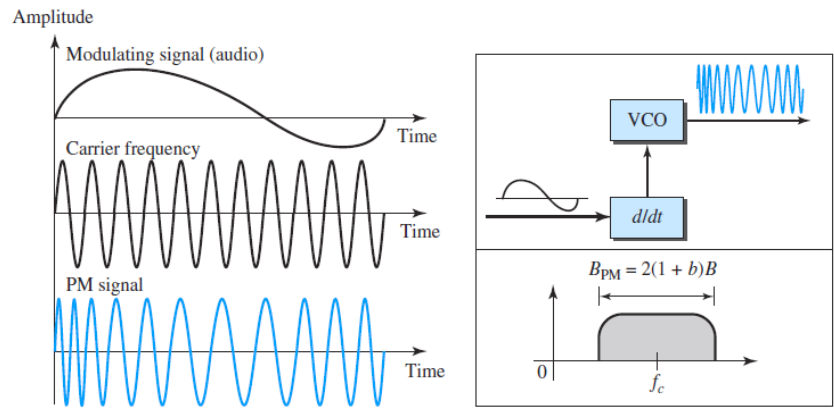 Amplitude
Modulating signal (audio)
Time
Carrier frequency
Time
PM signal
Time
VCO
d/dt
B_PM = 2(1 + b)B
0
f_c